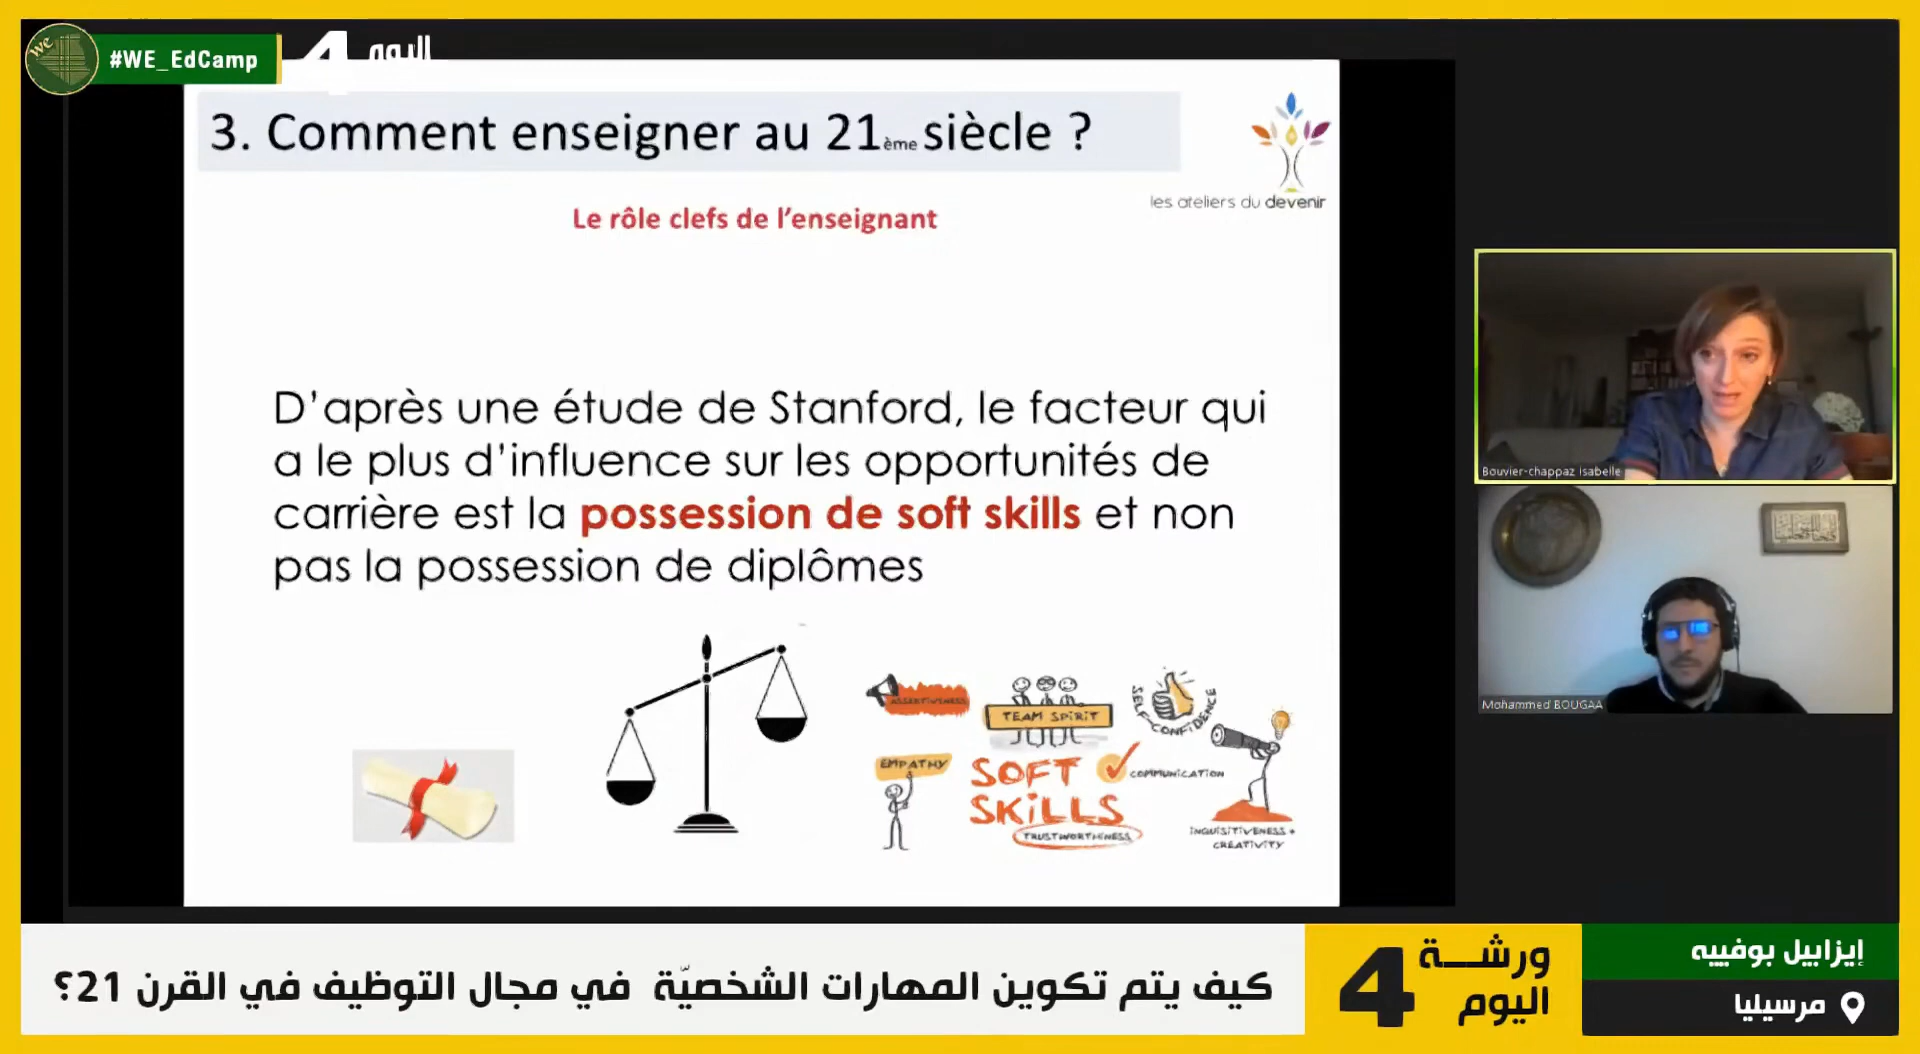 #WE_EdCamp
4 اليوم
3. Comment enseigner au 21ème siècle ?
les ateliers du devenir
Le rôle clefs de l'enseignant
D'après une étude de Stanford, le facteur qui
a le plus d'influence sur les opportunités de
carrière est la possession de soft skills et non
pas la possession de diplômes
ASSERTIVENESS
TEAM SPIRIT
SELF-CONFIDENCE
EMPATHY
SOFT
SKILLS
COMMUNICATION
TRUSTWORTHINESS
INQUISITIVENESS +
CREATIVITY
Bouvier-chappaz isabelle
Mohammed BOUGAA
كيف يتم تكوين المهارات الشخصيّة في مجال التوظيف في القرن 21؟
ورشـــة
اليوم
4
إيزابيل بوفييه
مرسيليا